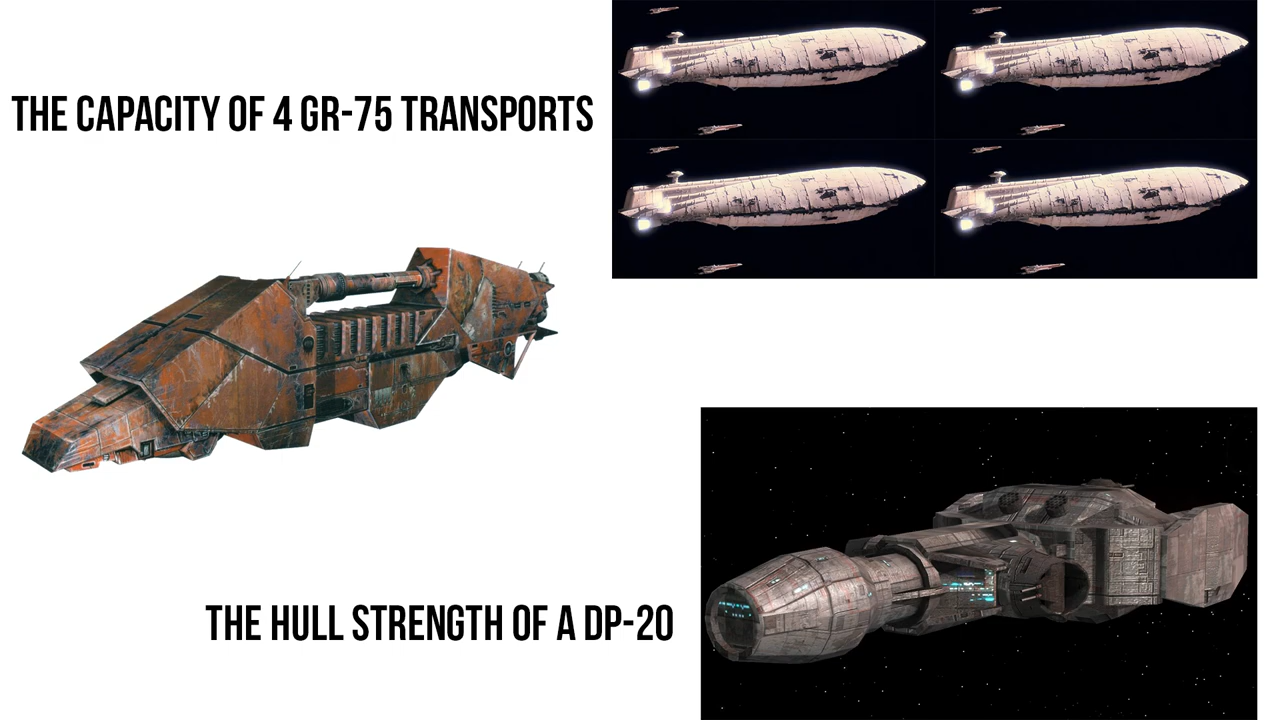 THE CAPACITY OF 4 GR-75 TRANSPORTS
THE HULL STRENGTH OF A DP-20